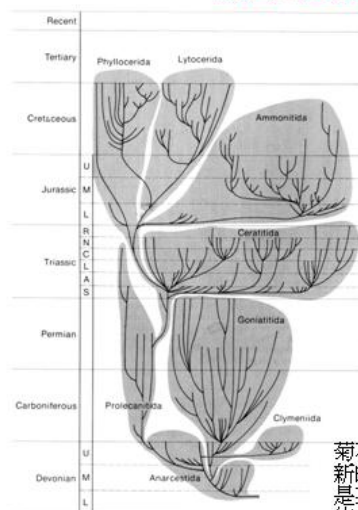 Recent
Tertiary
Phyllocerida
Lytocerida
Cretaceous
Ammonitida
U
Jurassic
M
L
R
Ceratitida
N
C
Triassic
L
A
S
Goniatitida
Permian
Carboniferous
Prolecanitida
Clymeniida
U
Devonian
M
Anarcestida
L
菊
新
是